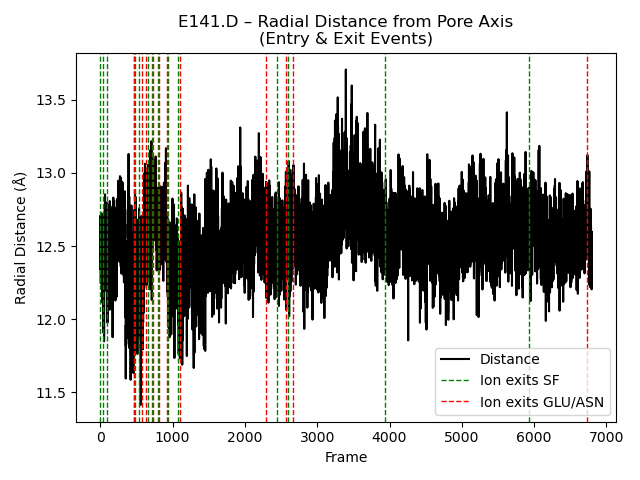 E141.D – Radial Distance from Pore Axis
(Entry & Exit Events)
Radial Distance (Å)
13.5
13.0
12.5
12.0
11.5
Distance
Ion exits SF
Ion exits GLU/ASN
0 1000 2000 3000 4000 5000 6000 7000
Frame